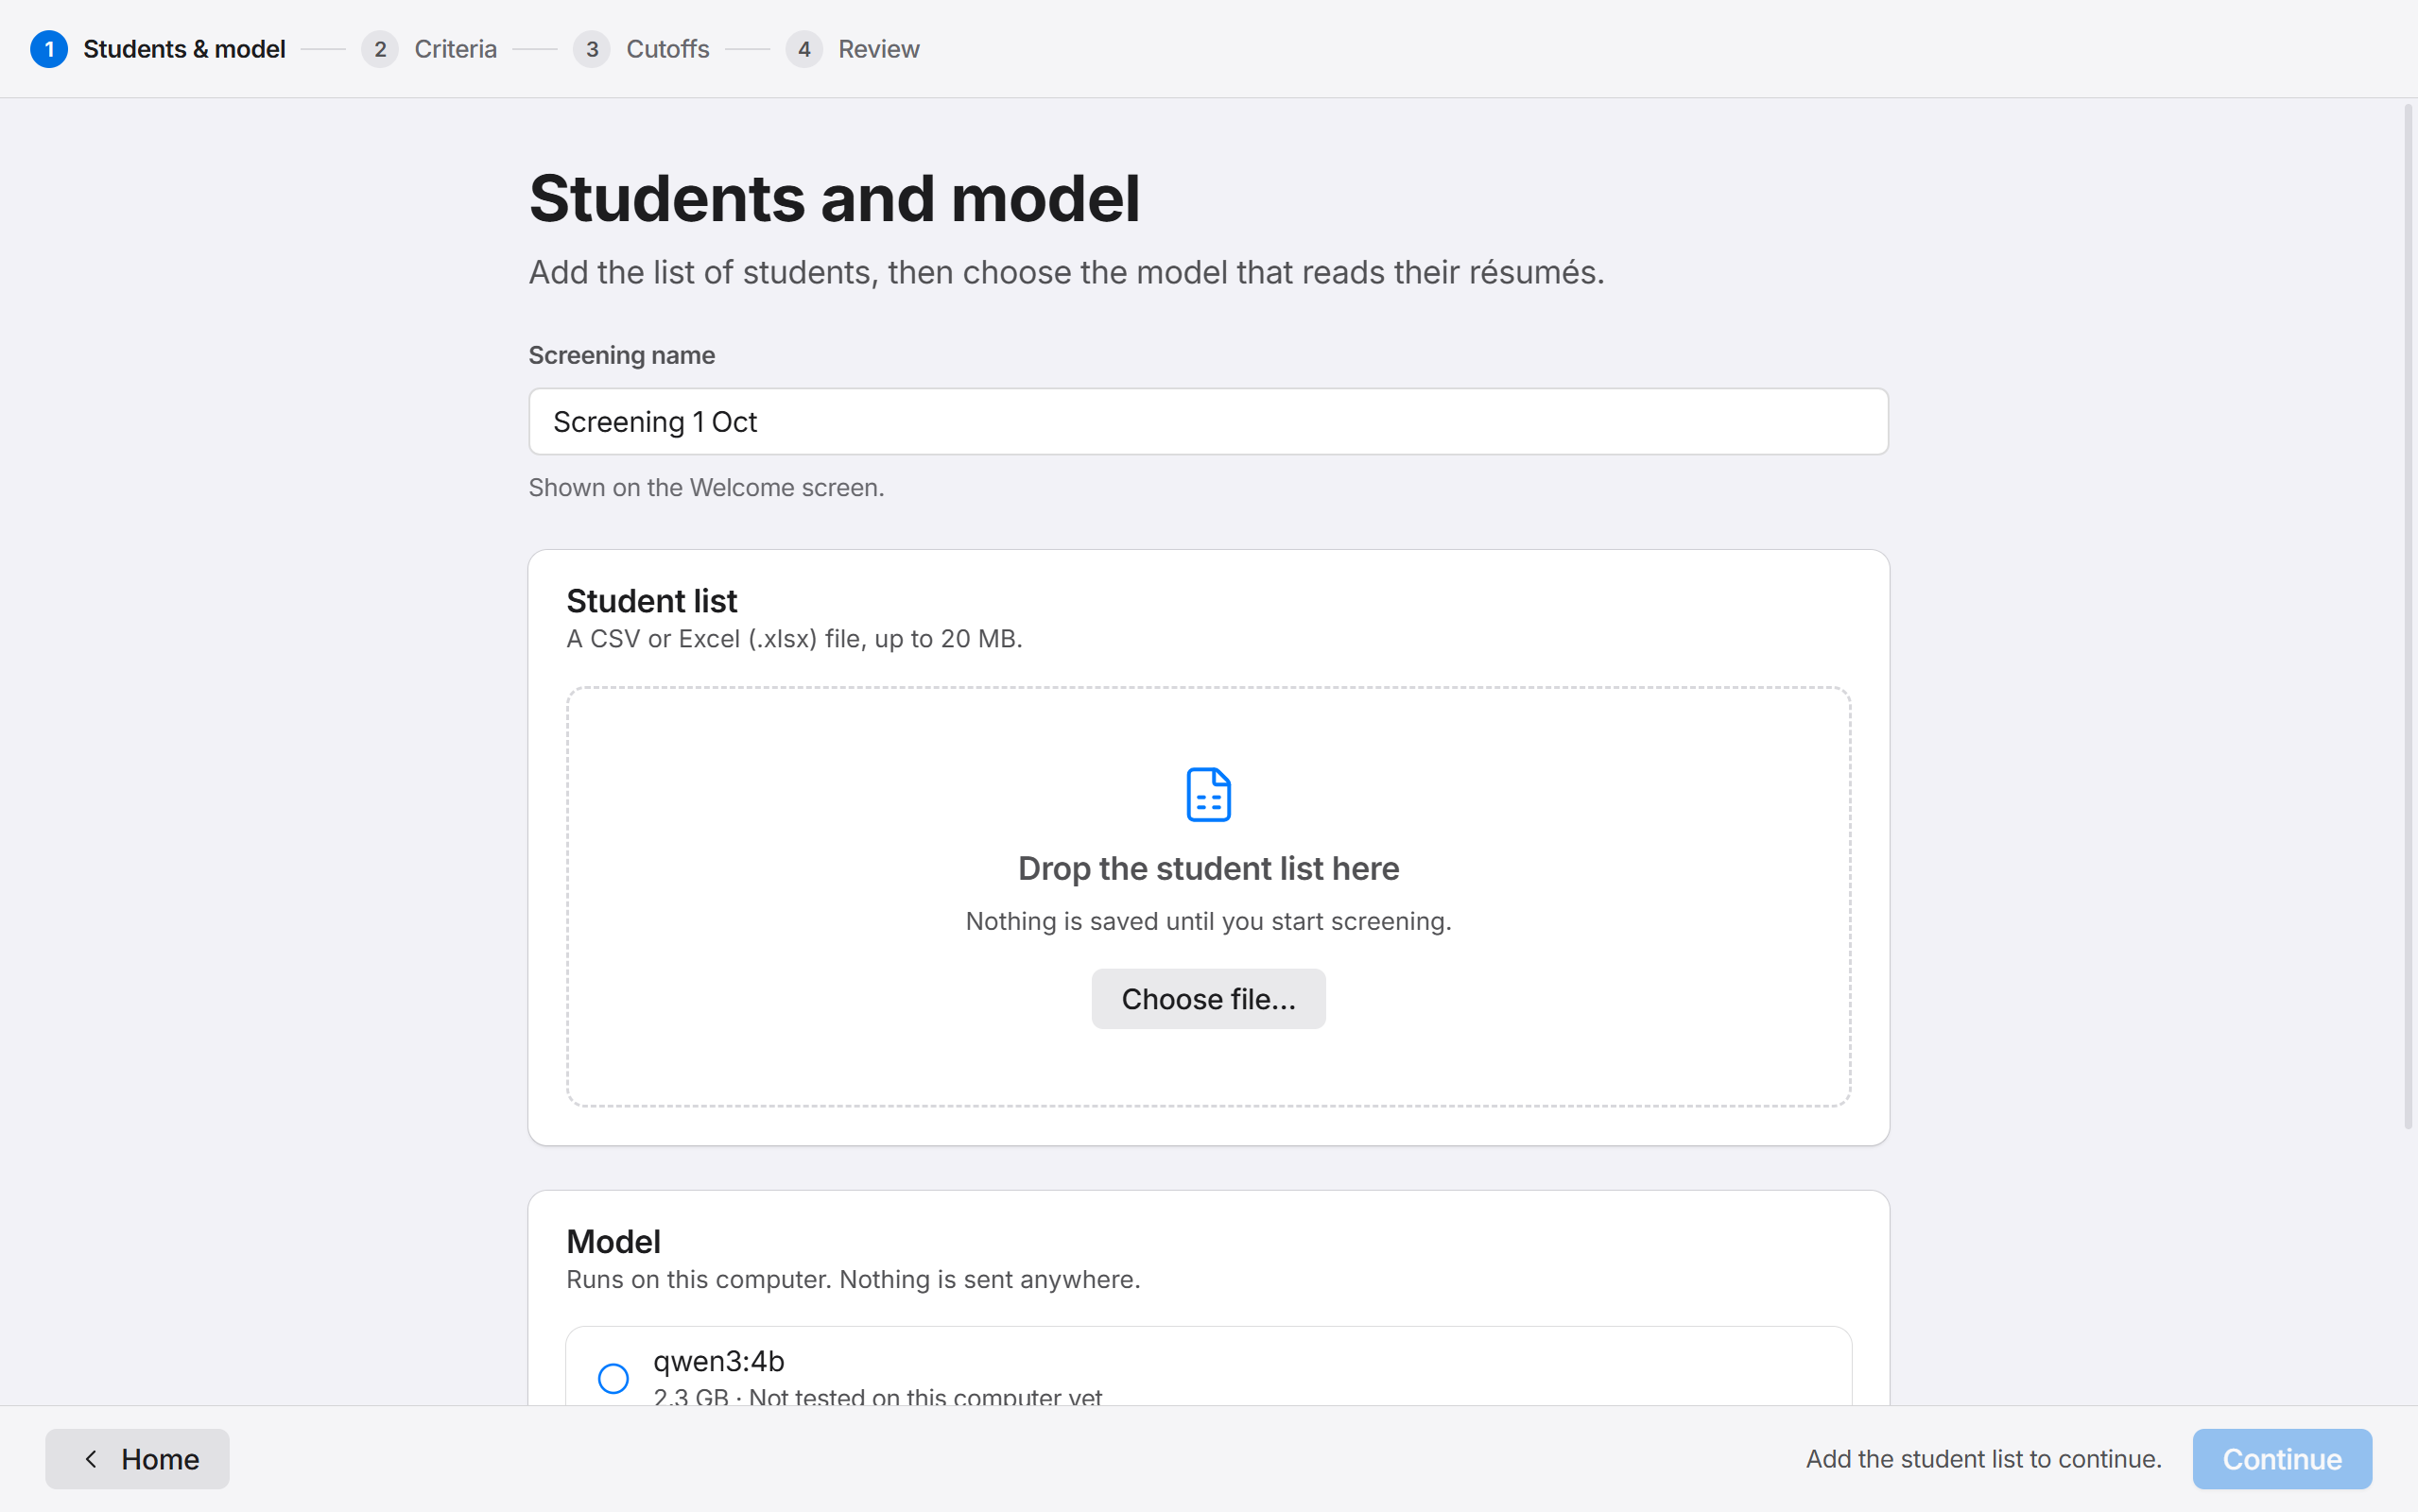 1 Students & model
2 Criteria
3 Cutoffs
4 Review
Students and model
Add the list of students, then choose the model that reads their résumés.
Screening name
Screening 1 Oct
Shown on the Welcome screen.
Student list
A CSV or Excel (.xlsx) file, up to 20 MB.
Drop the student list here
Nothing is saved until you start screening.
Choose file...
Model
Runs on this computer. Nothing is sent anywhere.
qwen3:4b
2.3 GB · Not tested on this computer yet
Home
Add the student list to continue.
Continue